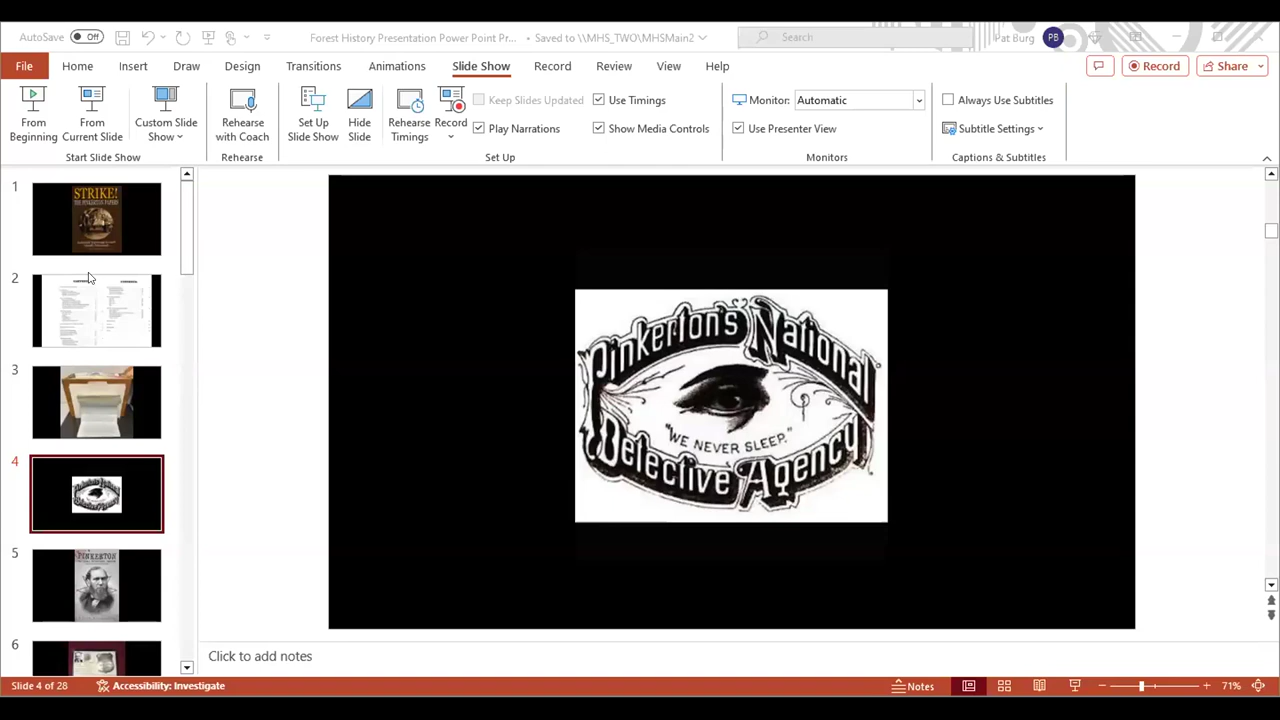 AutoSave Off Forest History Presentation Power Point Pr... • Saved to \\MHS_TWO\MHSMain2 Search Pat Burg PB
File Home Insert Draw Design Transitions Animations Slide Show Record Review View Help Record Share
From Beginning
From Current Slide
Custom Slide Show
Rehearse with Coach
Set Up Slide Show
Hide Slide
Rehearse Timings
Record
Keep Slides Updated
Play Narrations
Use Timings
Show Media Controls
Monitor: Automatic
Use Presenter View
Always Use Subtitles
Subtitle Settings
Start Slide Show Rehearse Set Up Monitors Captions & Subtitles
1
STRIKE!
THE PINKERTON PAPERS
2
3
4
5
PINKERTON
6
Pinkerton's National
"WE NEVER SLEEP."
Detective Agency
Click to add notes
Slide 4 of 28 Accessibility: Investigate Notes 71%